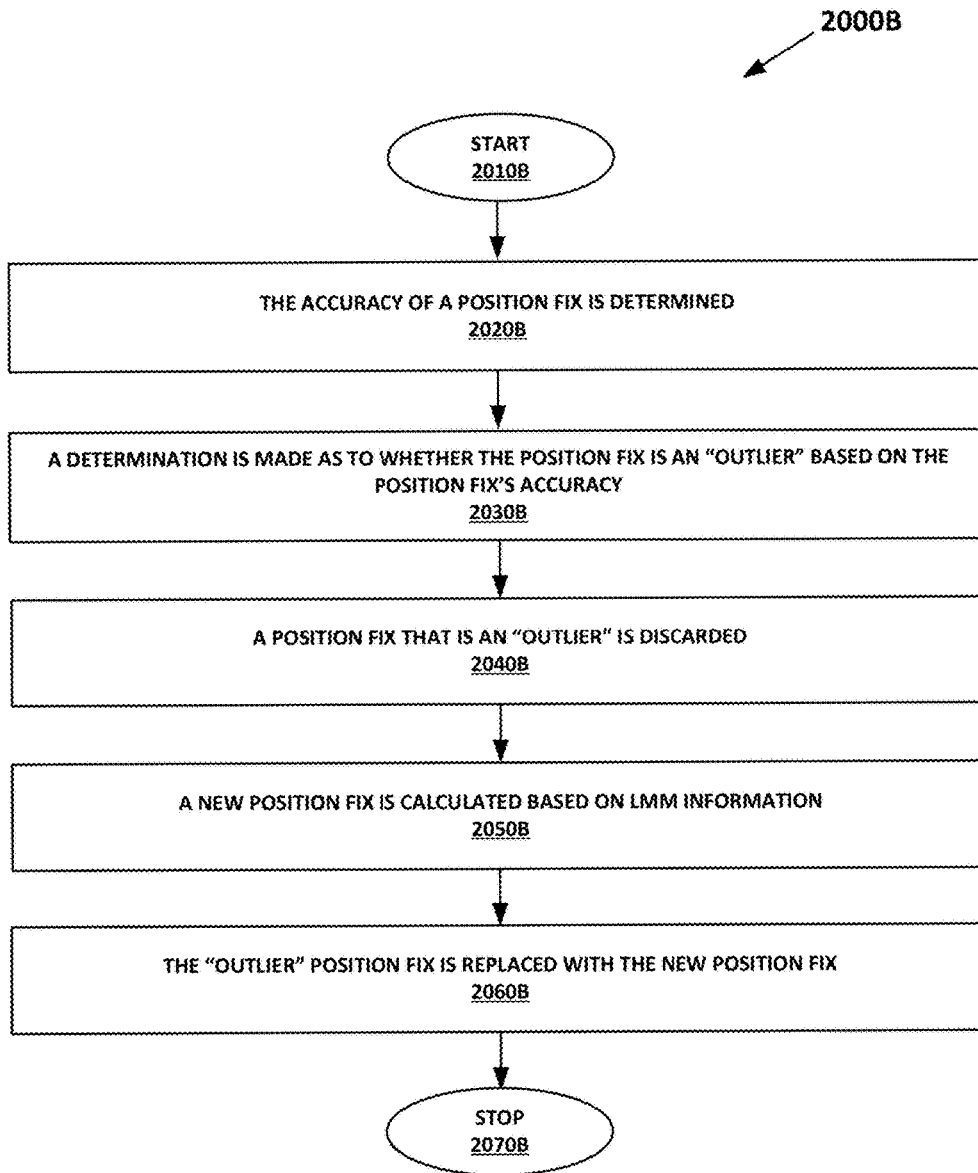 2000B
START
2010B
THE ACCURACY OF A POSITION FIX IS DETERMINED
2020B
A DETERMINATION IS MADE AS TO WHETHER THE POSITION FIX IS AN “OUTLIER” BASED ON THE
POSITION FIX’S ACCURACY
2030B
A POSITION FIX THAT IS AN “OUTLIER” IS DISCARDED
2040B
A NEW POSITION FIX IS CALCULATED BASED ON LMM INFORMATION
2050B
THE “OUTLIER” POSITION FIX IS REPLACED WITH THE NEW POSITION FIX
2060B
STOP
2070B